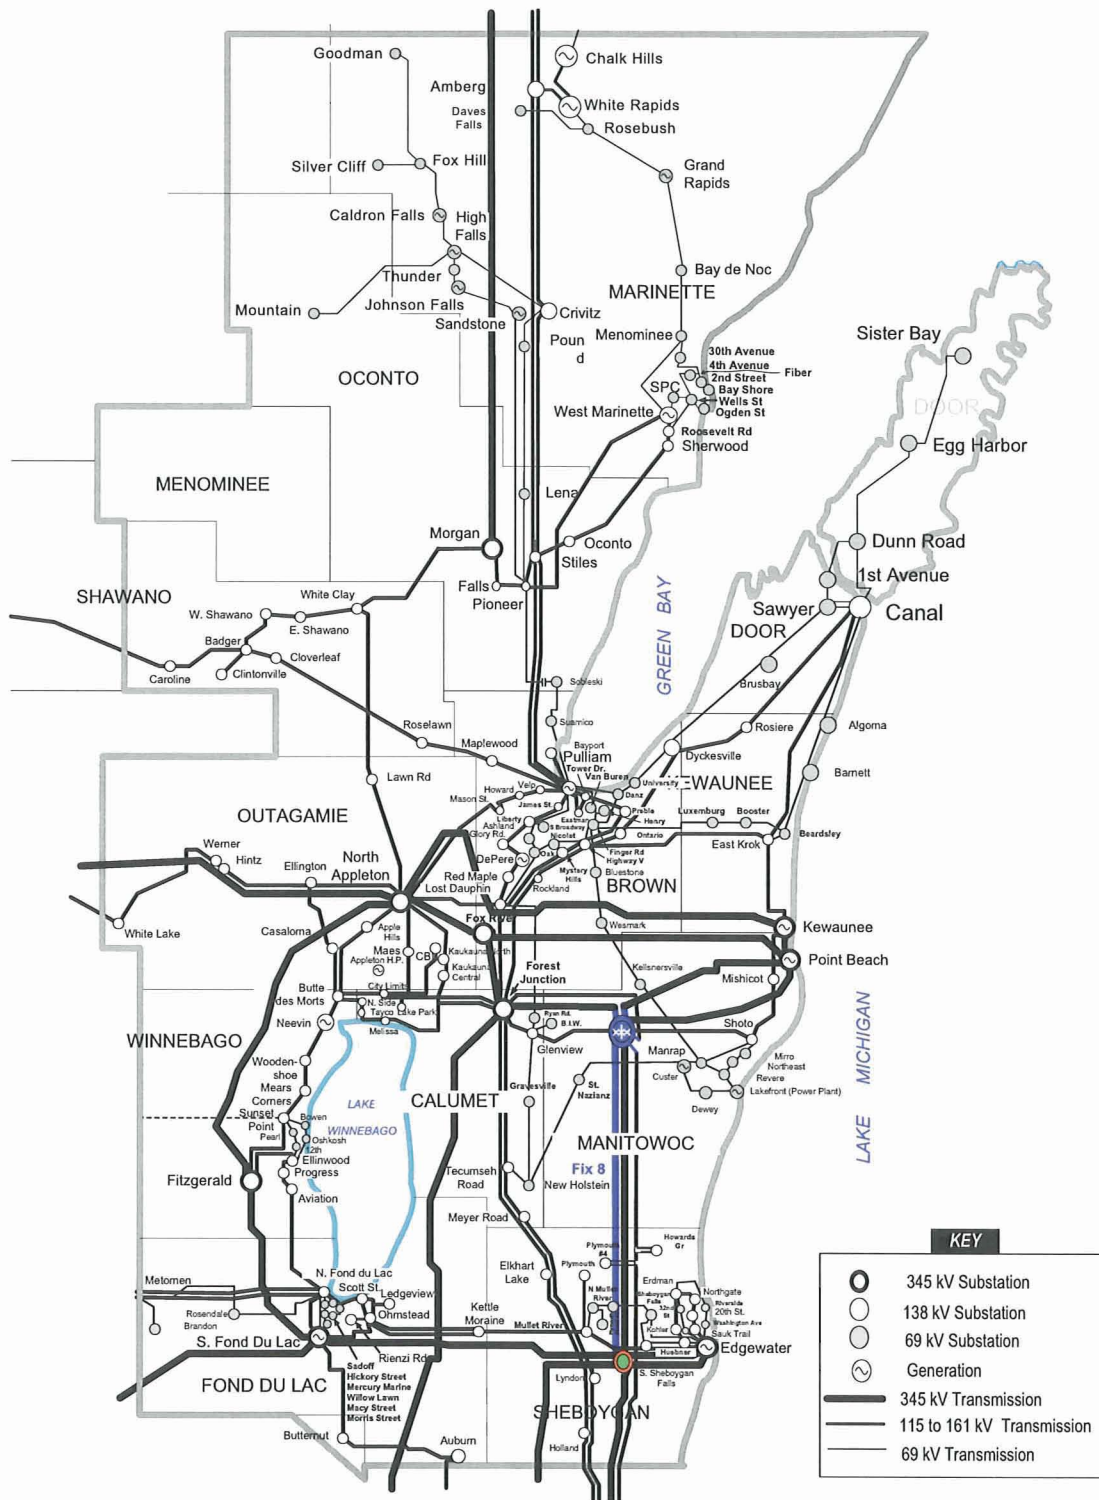 Goodman
Chalk Hills
Amberg
White Rapids
Daves
Falls
Rosebush
Silver Cliff
Fox Hill
Grand
Rapids
Caldron Falls
High
Falls
Thunder
Bay de Noc
MARINETTE
Johnson Falls
Mountain
Sandstone
Crivitz
Menominee
Poun
d
30th Avenue
4th Avenue
Fiber
2nd Street
Bay Shore
Wells St
Ogden St
SPC
West Marinette
Roosevelt Rd
Sherwood
OCONTO
Sister Bay
DOOR
Egg Harbor
MENOMINEE
Lena
Morgan
Oconto
Stiles
Dunn Road
1st Avenue
Falls
Pioneer
SHAWANO
White Clay
W. Shawano
E. Shawano
Sawyer
Canal
DOOR
GREEN BAY
Badger
Cloverleaf
Caroline
Clintonville
Brusbay
Sobieski
Suamico
Roselawn
Rosiere
Algoma
Maplewood
Bayport
Pulliam
Dyckesville
Tower Dr.
Van Buren
University
KEWAUNEE
Barnett
Lawn Rd
Howard
Velp
Danz
Mason St.
James St.
Preble
Luxemburg
Booster
OUTAGAMIE
Liberty
Eastman
Henry
Ashland
S Broadway
Nicolet
Ontario
Beardsley
Glory Rd.
East Krok
Werner
Hintz
Ellington
North
Appleton
DePere
Oak
Finger Rd
Highway V
Mystery
Hills
Bluestone
Red Maple
Lost Dauphin
Rockland
BROWN
White Lake
Casaloma
Apple
Hills
Fox River
Wesmark
Kewaunee
Maes
CB
Kaukauna North
Appleton H.P.
Kaukauna
Central
Forest
Junction
Kellnersville
Point Beach
Mishicot
Butte
des Morts
City Limits
N. Side
Tayco
Lake Park
Neevin
Melissa
Ryan Rd.
B.I.W.
Glenview
Shoto
WINNEBAGO
Manrap
Mirro
Northeast
Revere
Wooden-
shoe
Gravesville
St.
Nazianz
Custer
Lakefront (Power Plant)
Mears
Corners
Dewey
LAKE
WINNEBAGO
CALUMET
LAKE MICHIGAN
Sunset
Point
Bowen
Pearl
Oshkosh
12th
MANITOWOC
Ellinwood
Progress
Fitzgerald
Aviation
Tecumseh
Road
Fix 8
New Holstein
Meyer Road
Howards
Gr
Plymouth
#4
Plymouth
Elkhart
Lake
KEY
Metomen
N. Fond du Lac
Scott St
Ledgeview
N Mullet
River
Erdman
Northgate
Sheboygan
Falls
Riverside
20th St.
32nd
St
Washington Ave
Rosendale
Brandon
Ohmstead
Kettle
Moraine
Mullet River
Kohler
Sauk Trail
S. Fond Du Lac
Huebner
Edgewater
Rienzi Rd
S. Sheboygan
Falls
Sadoff
Hickory Street
Mercury Marine
Willow Lawn
Macy Street
Morris Street
Lyndon
FOND DU LAC
SHEBOYGAN
Butternut
Auburn
Holland
345 kV Substation
138 kV Substation
69 kV Substation
Generation
345 kV Transmission
115 to 161 kV Transmission
69 kV Transmission